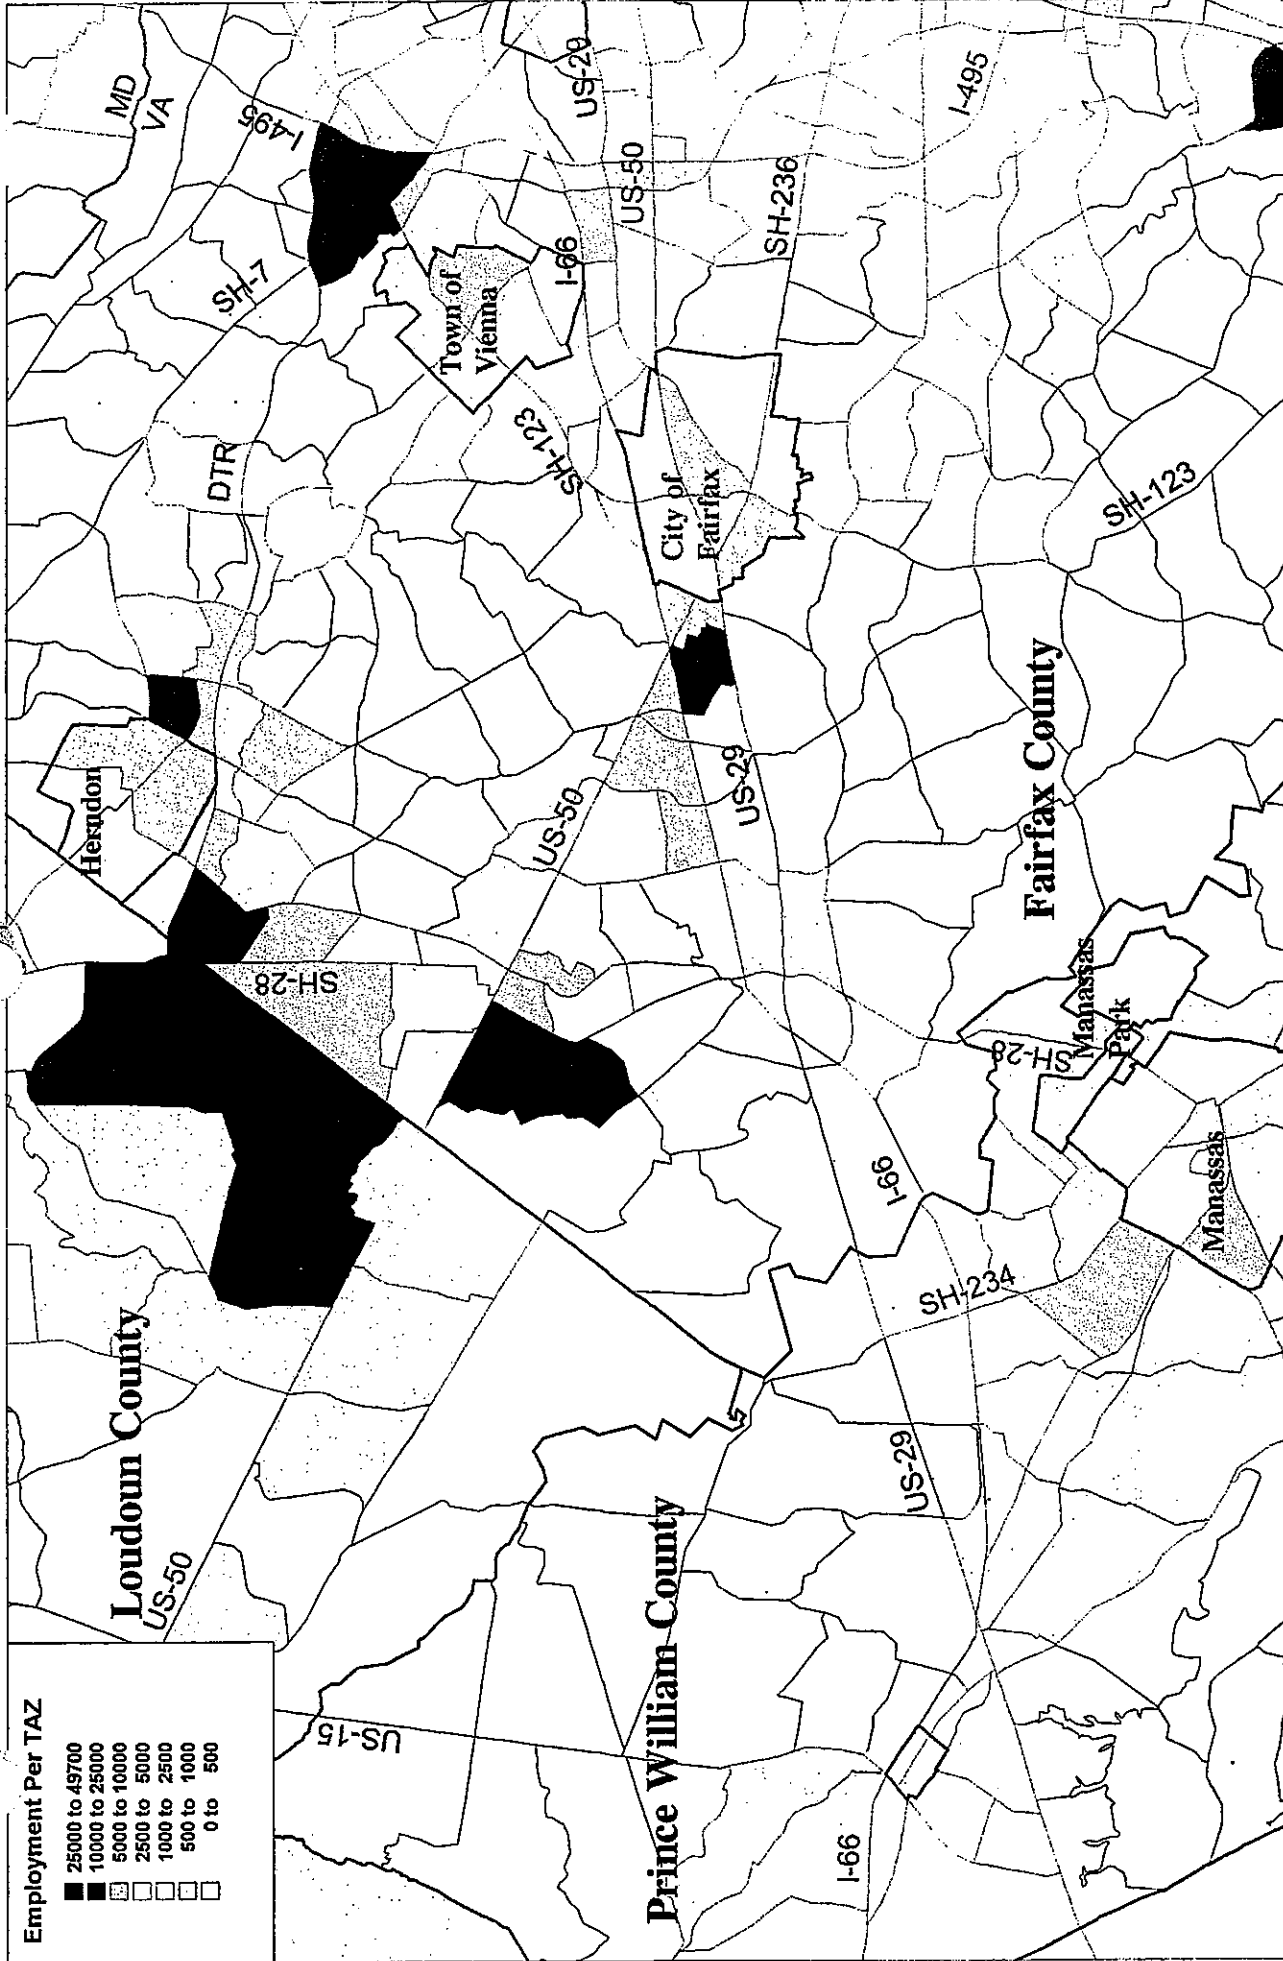 Employment Per TAZ
25000 to 49700
10000 to 25000
5000 to 10000
2500 to 5000
1000 to 2500
500 to 1000
0 to 500
Loudoun County
US-50
US-15
Prince William County
I-66
US-29
SH-234
I-66
Manassas
SH-28
Manassas
Park
Fairfax County
SH-28
Herndon
US-50
US-29
DTR
SH-7
SH-123
City of
Fairfax
Town of
Vienna
I-66
MD
VA
I-495
US-29
US-50
SH-236
I-495
SH-123